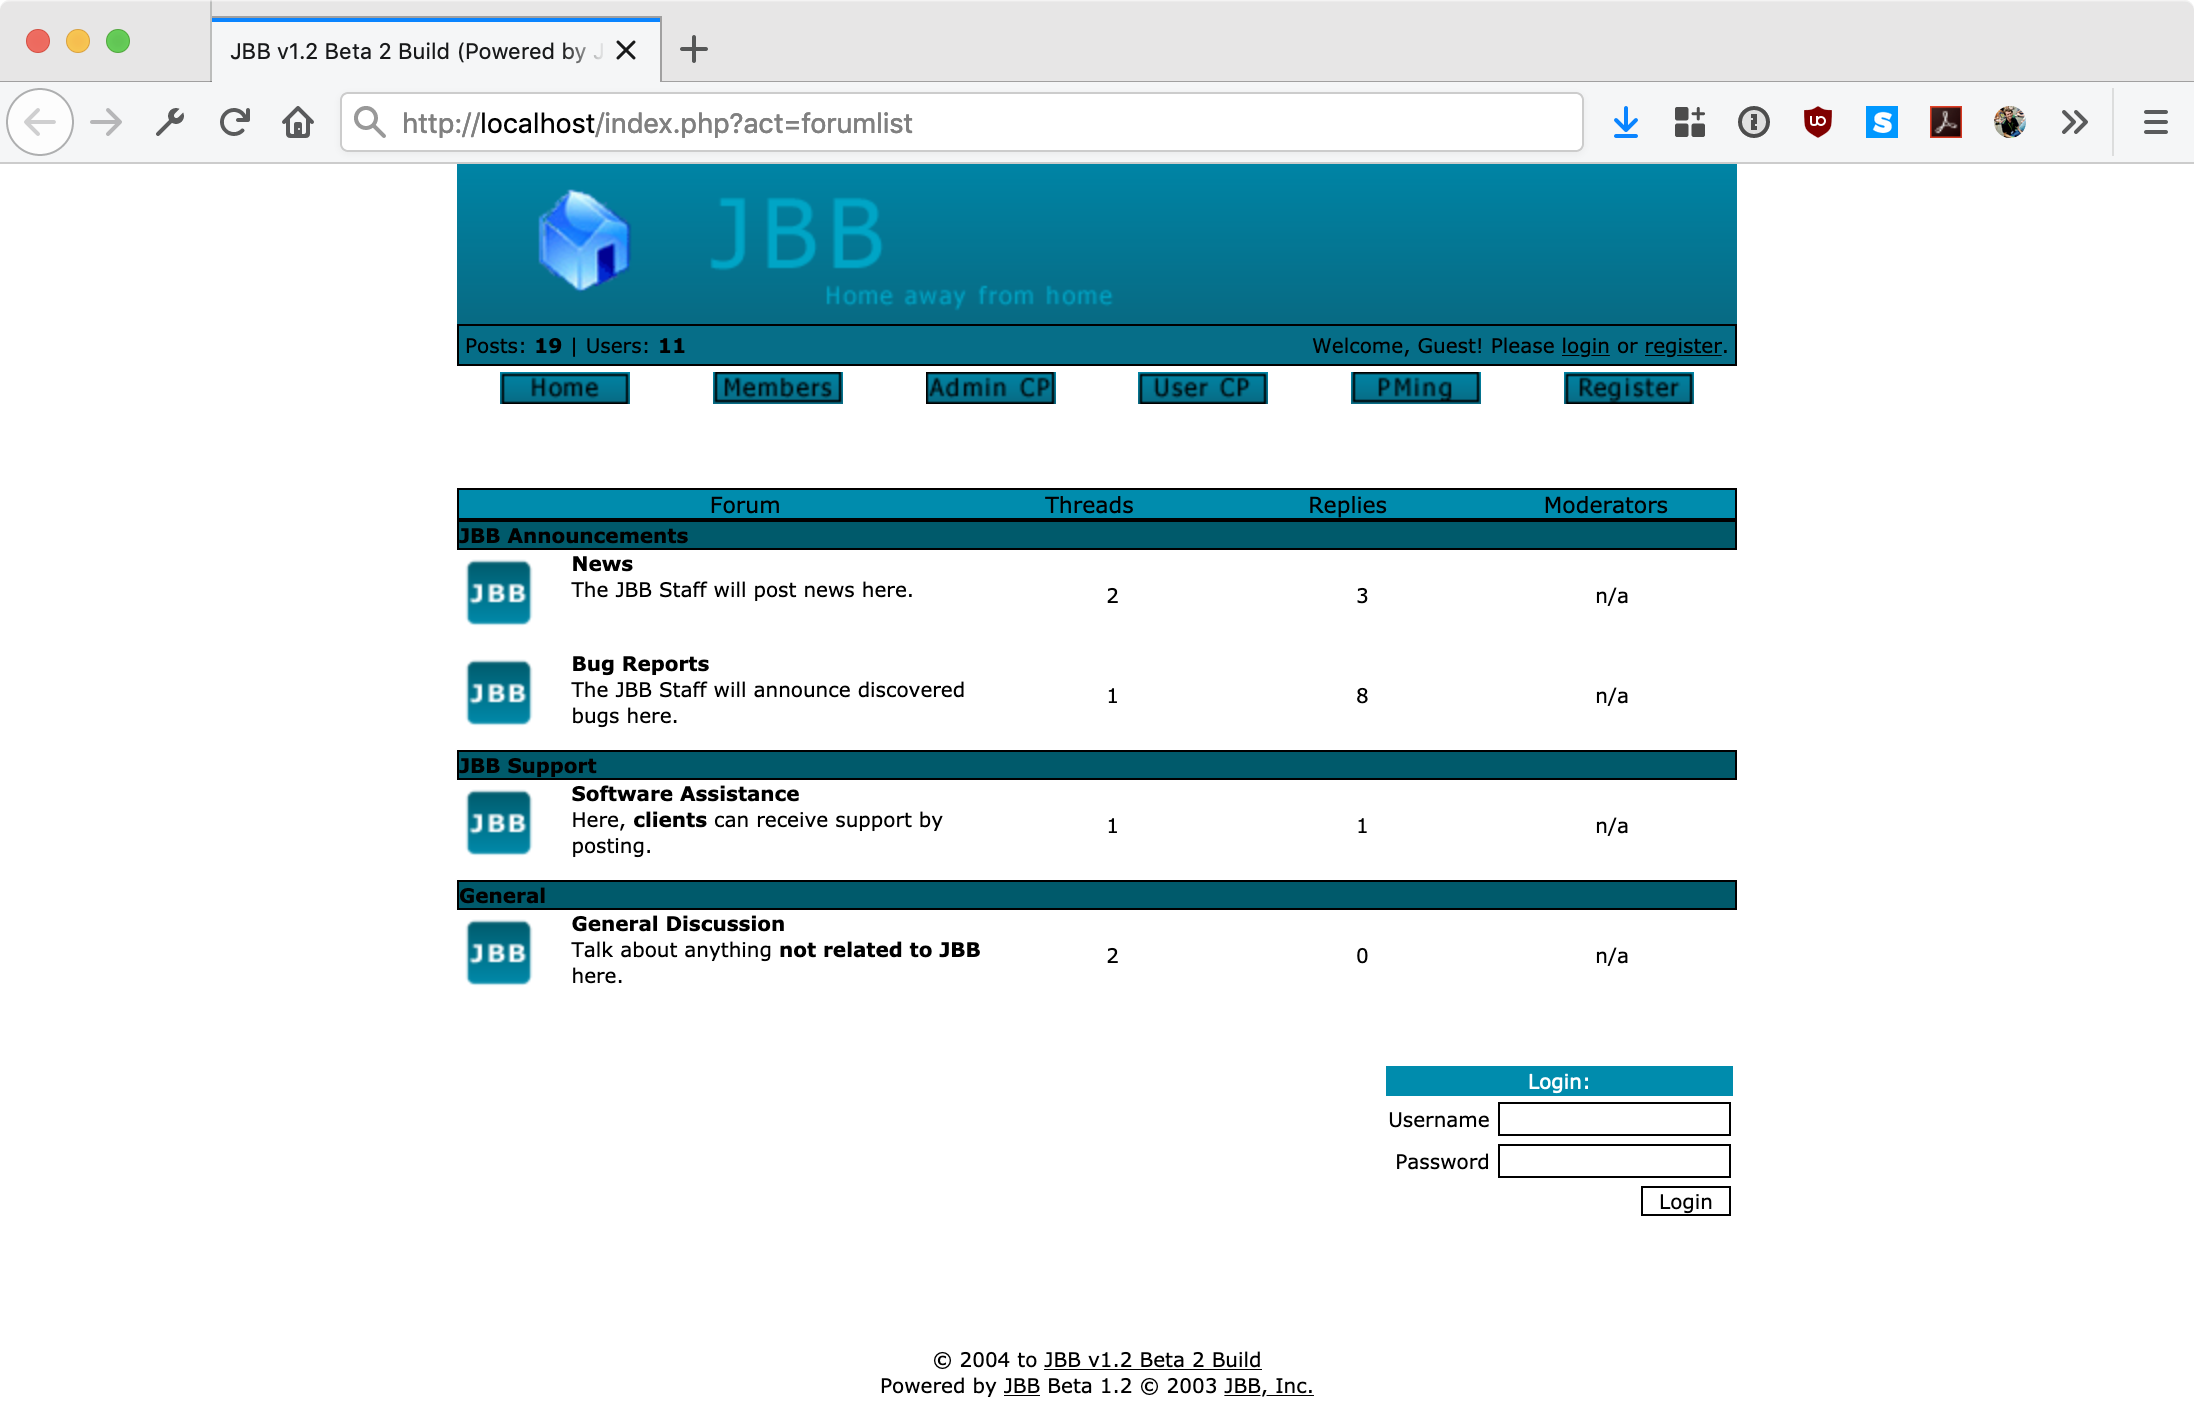 JBB v1.2 Beta 2 Build (Powered by J
http://localhost/index.php?act=forumlist
JBB
Home away from home
Posts: 19 | Users: 11
Welcome, Guest! Please login or register.
Home
Members
Admin CP
User CP
PMing
Register
Forum Threads Replies Moderators
JBB Announcements
JBB
News
The JBB Staff will post news here.
2 3 n/a
JBB
Bug Reports
The JBB Staff will announce discovered
bugs here.
1 8 n/a
JBB Support
JBB
Software Assistance
Here, clients can receive support by
posting.
1 1 n/a
General
JBB
General Discussion
Talk about anything not related to JBB
here.
2 0 n/a
Login:
Username
Password
Login
© 2004 to JBB v1.2 Beta 2 Build
Powered by JBB Beta 1.2 © 2003 JBB, Inc.